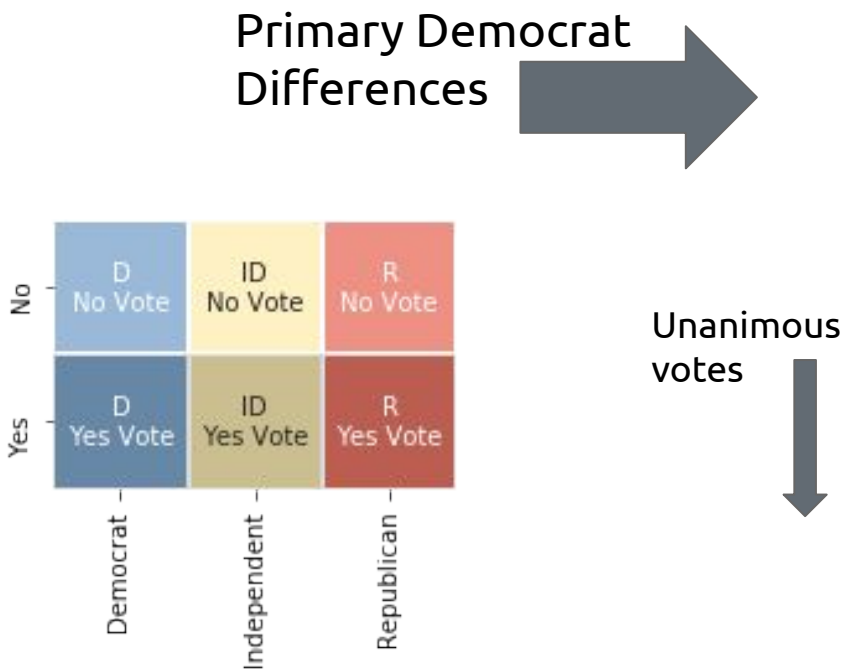 Primary Democrat
Differences
No
D
No Vote
ID
No Vote
R
No Vote
Unanimous
votes
Yes
D
Yes Vote
ID
Yes Vote
R
Yes Vote
Democrat
Independent
Republican